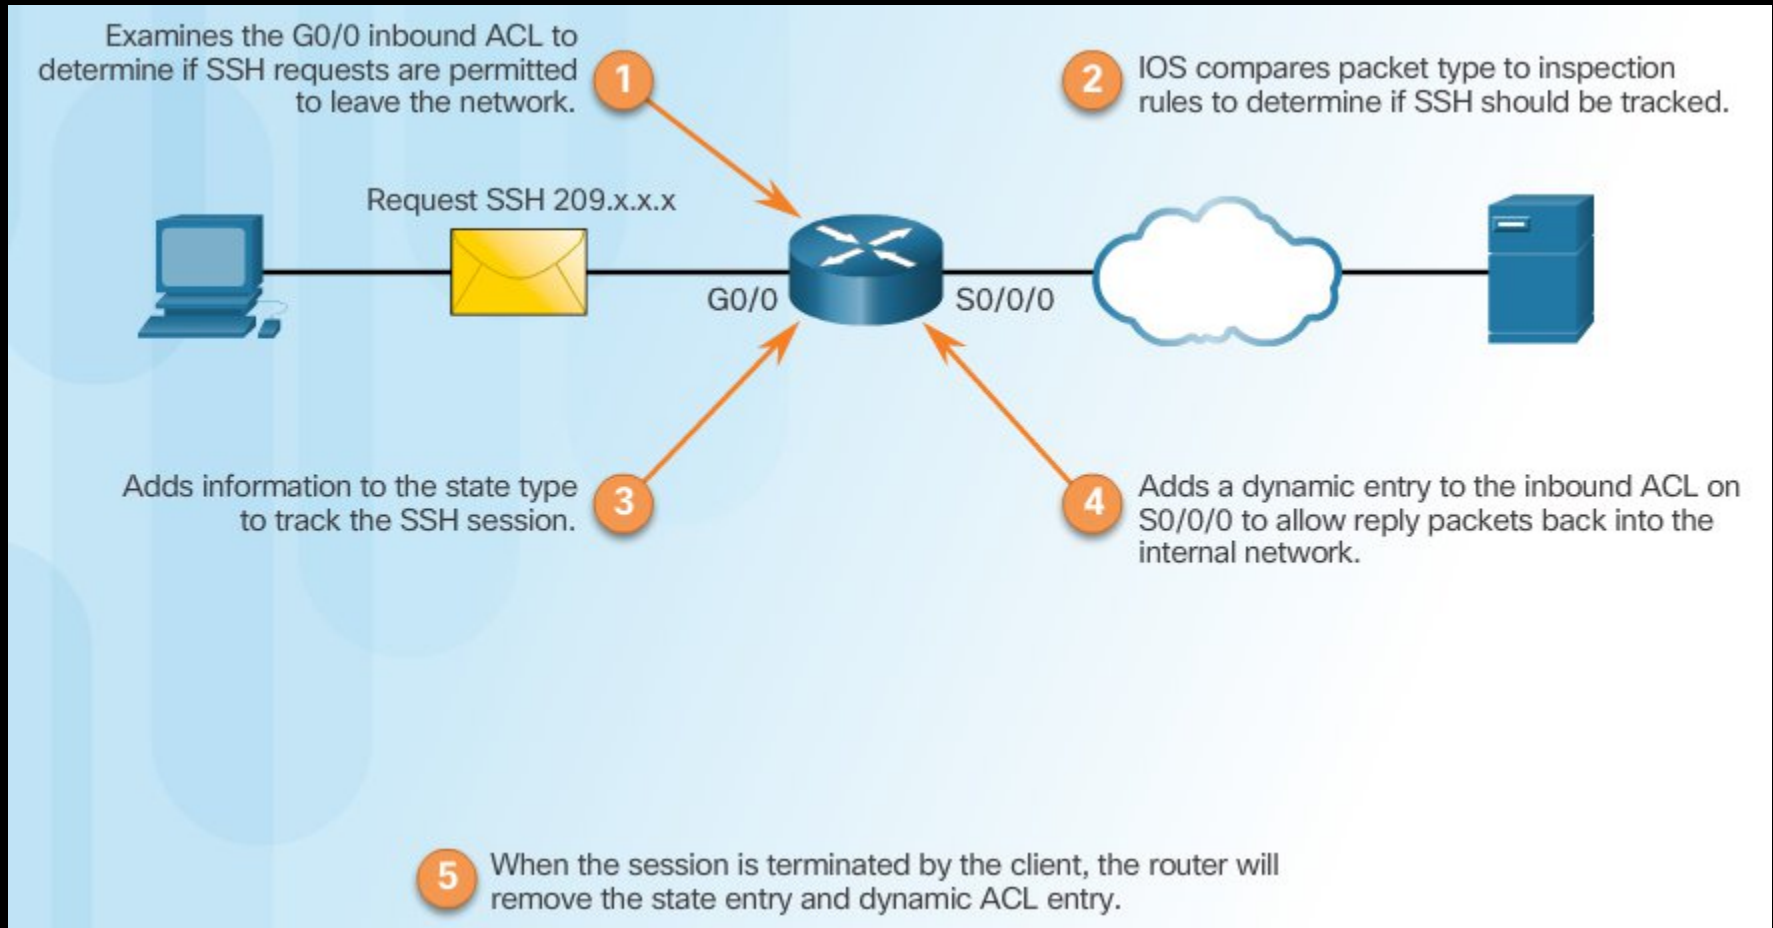 Examines the G0/0 inbound ACL to
determine if SSH requests are permitted
to leave the network.
1
2
IOS compares packet type to inspection
rules to determine if SSH should be tracked.
Request SSH 209.x.x.x
G0/0
S0/0/0
Adds information to the state type
to track the SSH session.
3
4
Adds a dynamic entry to the inbound ACL on
S0/0/0 to allow reply packets back into the
internal network.
5
When the session is terminated by the client, the router will
remove the state entry and dynamic ACL entry.